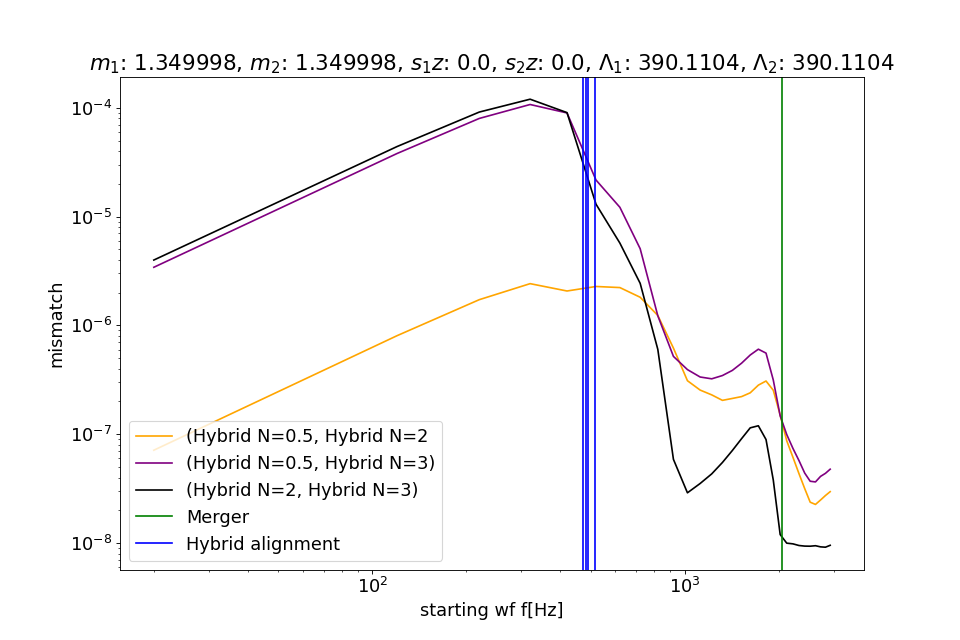 m₁: 1.349998, m₂: 1.349998, s₁z: 0.0, s₂z: 0.0, Λ₁: 390.1104, Λ₂: 390.1104
10⁻⁴
10⁻⁵
10⁻⁶
10⁻⁷
10⁻⁸
mismatch
(Hybrid N=0.5, Hybrid N=2
(Hybrid N=0.5, Hybrid N=3)
(Hybrid N=2, Hybrid N=3)
Merger
Hybrid alignment
10² 10³
starting wf f[Hz]